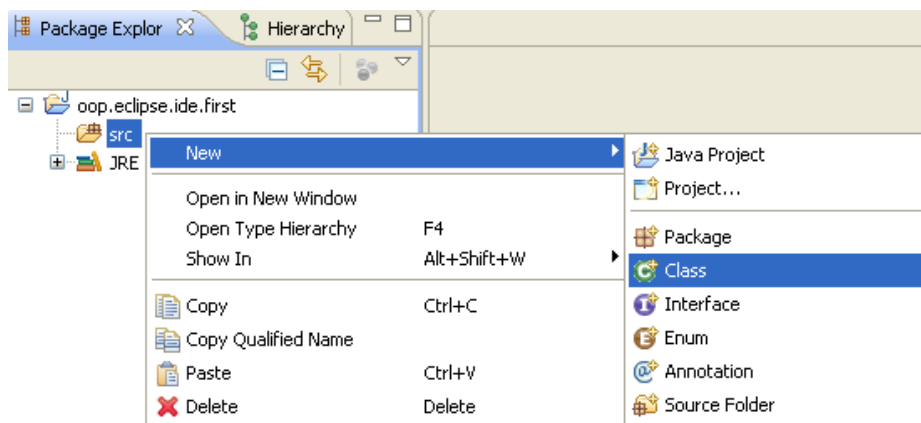 Package Explor Hierarchy
oop.eclipse.ide.first
src
JRE
New
Open in New Window
Open Type Hierarchy F4
Show In Alt+Shift+W
Copy Ctrl+C
Copy Qualified Name
Paste Ctrl+V
Delete Delete
Java Project
Project...
Package
Class
Interface
Enum
Annotation
Source Folder